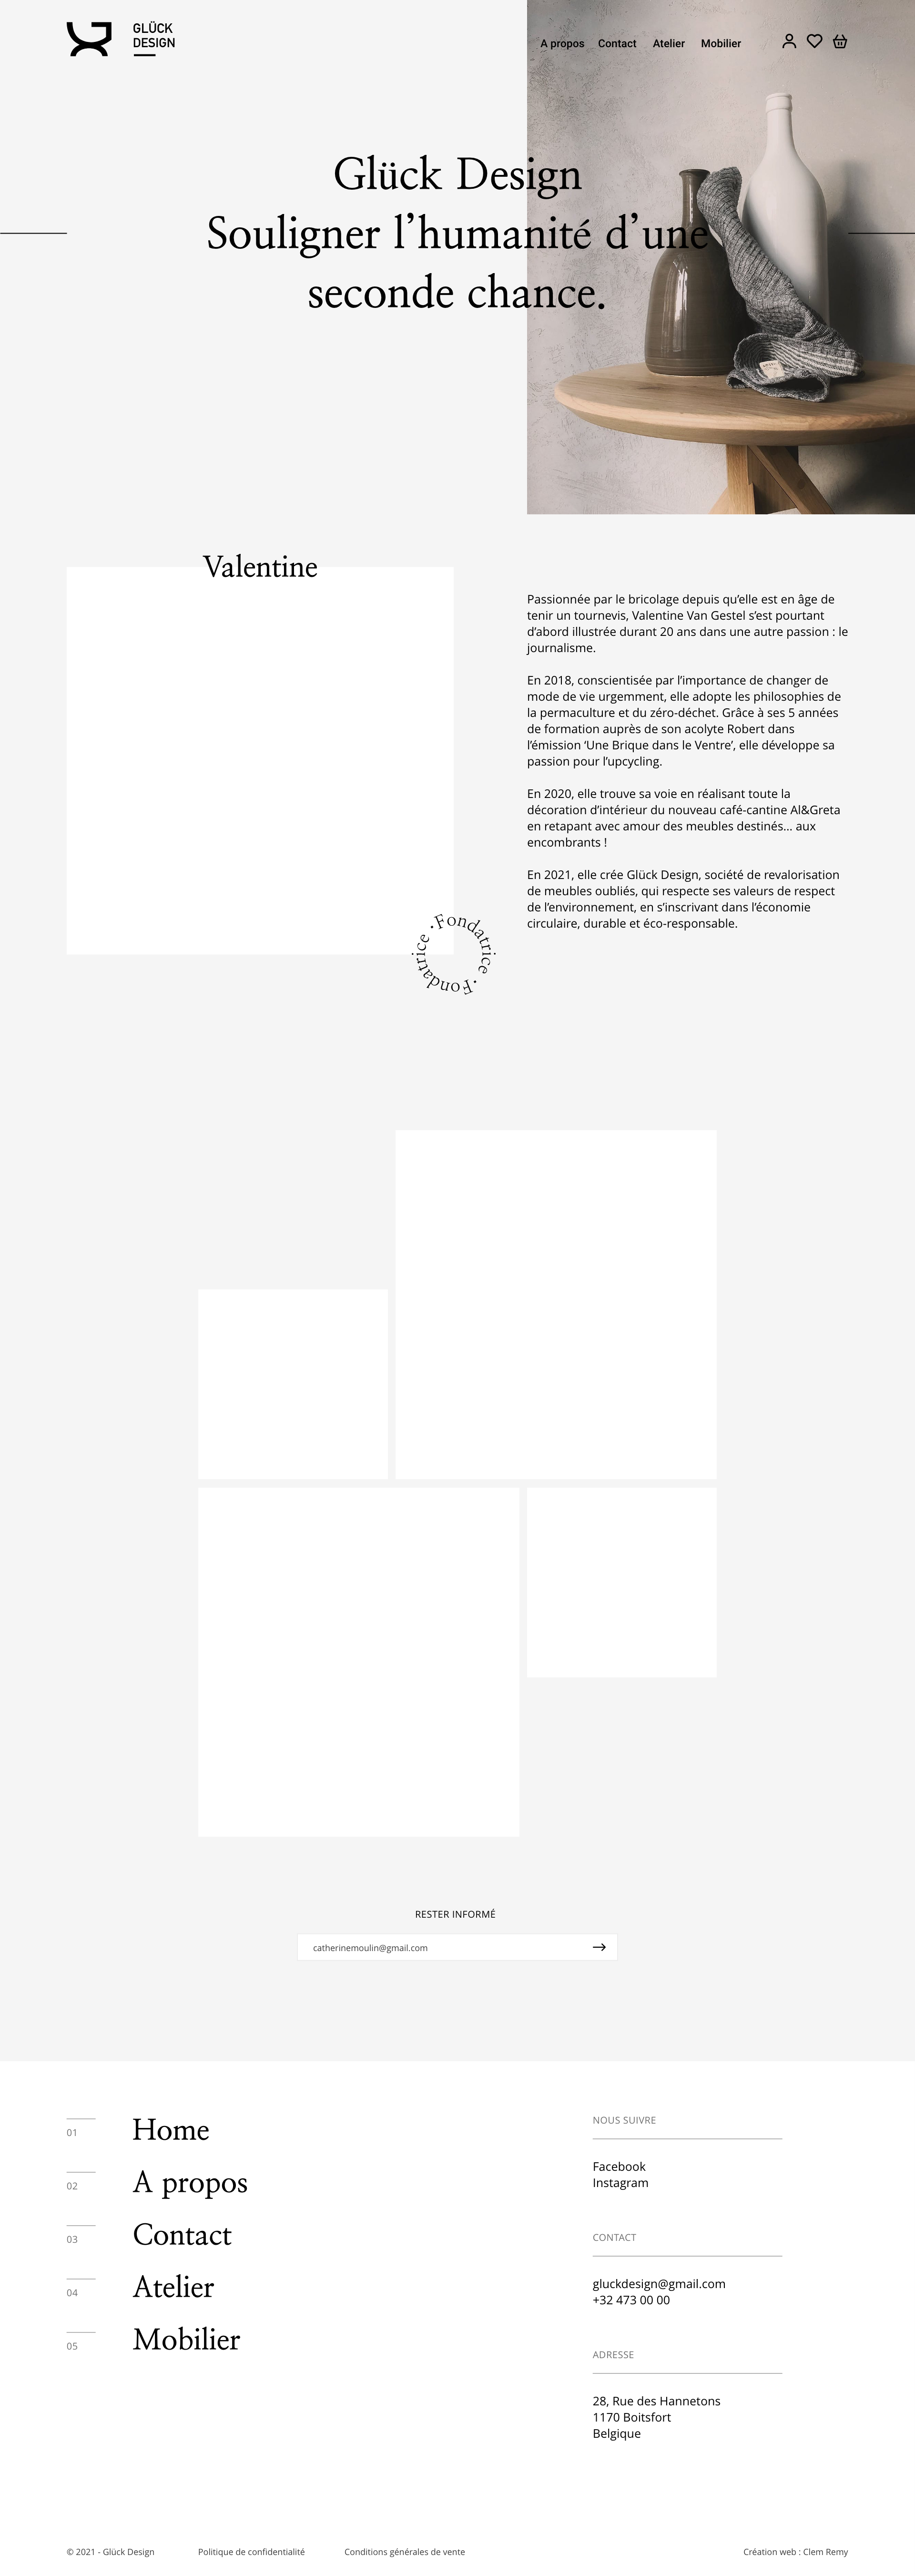 GLÜCK
DESIGN
A propos Contact Atelier Mobilier
Glück Design
Souligner l’humanité d’une
seconde chance.
Valentine
Passionnée par le bricolage depuis qu’elle est en âge de
tenir un tournevis, Valentine Van Gestel s’est pourtant
d’abord illustrée durant 20 ans dans une autre passion : le
journalisme.
En 2018, conscientisée par l’importance de changer de
mode de vie urgemment, elle adopte les philosophies de
la permaculture et du zéro-déchet. Grâce à ses 5 années
de formation auprès de son acolyte Robert dans
l’émission ‘Une Brique dans le Ventre’, elle développe sa
passion pour l’upcycling.
En 2020, elle trouve sa voie en réalisant toute la
décoration d’intérieur du nouveau café-cantine Al&Greta
en retapant avec amour des meubles destinés... aux
encombrants !
En 2021, elle crée Glück Design, société de revalorisation
de meubles oubliés, qui respecte ses valeurs de respect
de l’environnement, en s’inscrivant dans l’économie
circulaire, durable et éco-responsable.
·Fondatrice ·Fondatrice
RESTER INFORMÉ
catherinemoulin@gmail.com
01 Home
02 A propos
03 Contact
04 Atelier
05 Mobilier
NOUS SUIVRE
Facebook
Instagram
CONTACT
gluckdesign@gmail.com
+32 473 00 00
ADRESSE
28, Rue des Hannetons
1170 Boitsfort
Belgique
© 2021 - Glück Design Politique de confidentialité Conditions générales de vente Création web : Clem Remy